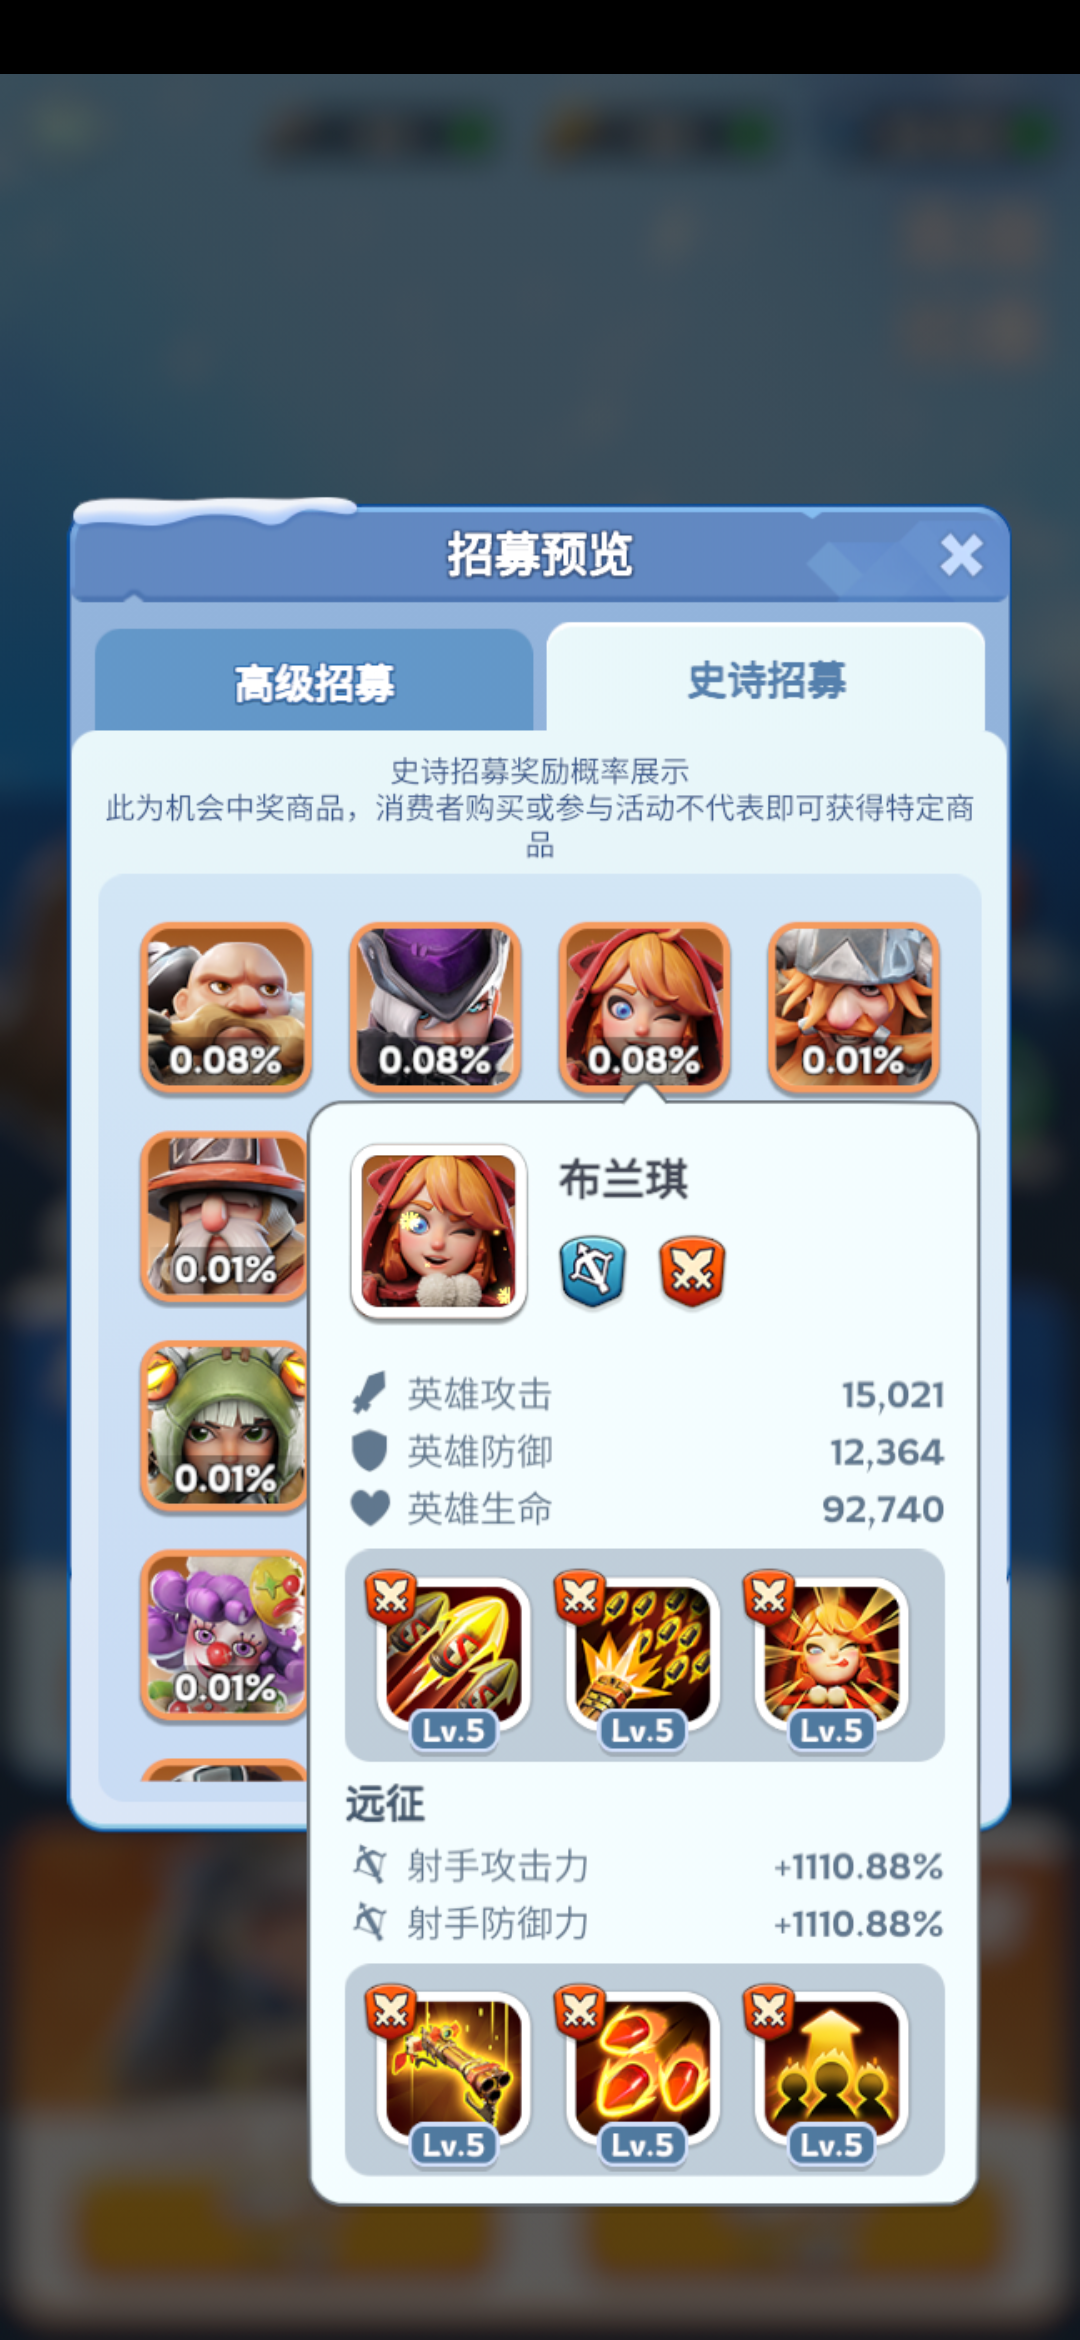 招募预览
高级招募
史诗招募
史诗招募奖励概率展示
此为机会中奖商品，消费者购买或参与活动不代表即可获得特定商
品
0.08%
0.08%
0.08%
0.01%
0.01%
0.01%
0.01%
布兰琪
英雄攻击 15,021
英雄防御 12,364
英雄生命 92,740
Lv.5
Lv.5
Lv.5
远征
射手攻击力 +1110.88%
射手防御力 +1110.88%
Lv.5
Lv.5
Lv.5